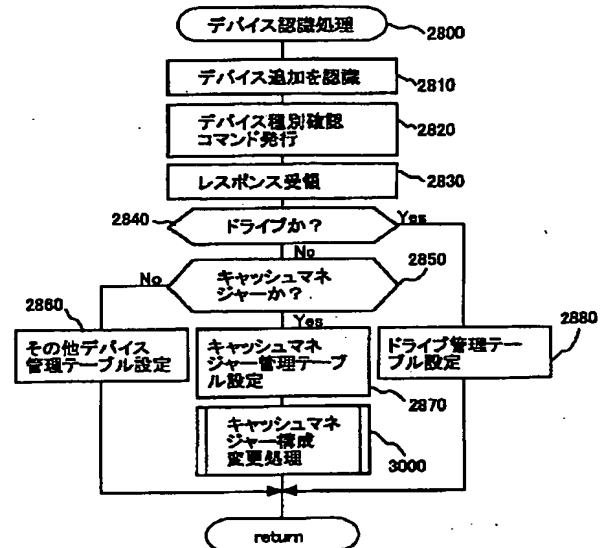 デバイス認識処理
2800
デバイス追加を認識
2810
デバイス種別確認
コマンド発行
2820
レスポンス受領
2830
2840
ドライブか?
Yes
No
2850
No
キャッシュマネ
ジャーか?
Yes
2860
その他デバイス
管理テーブル設定
キャッシュマネ
ジャー管理テーブ
ル設定
2870
2880
ドライブ管理テー
ブル設定
キャッシュマネ
ジャー構成
変更処理
3000
return